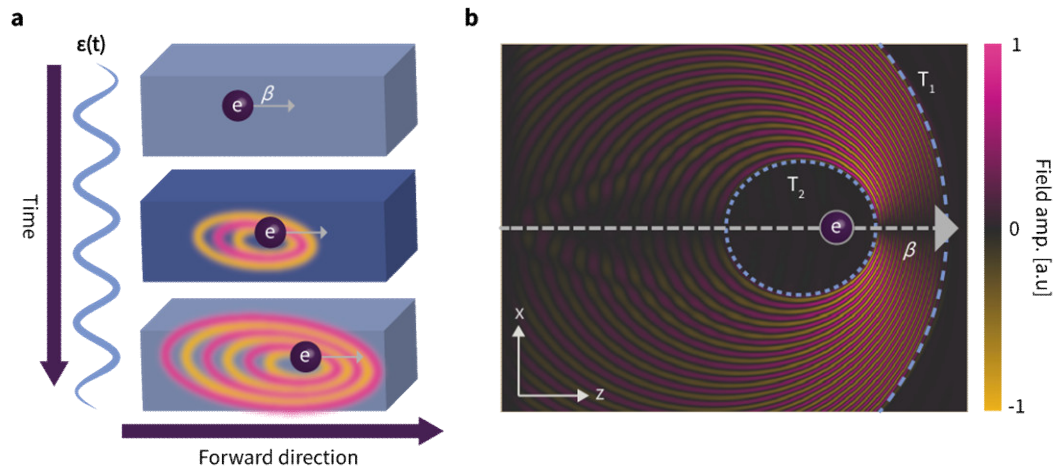 a
ε(t)
Time
e
β
e
e
Forward direction
b
T1
T2
e
β
x
z
1
0
-1
Field amp. [a.u]